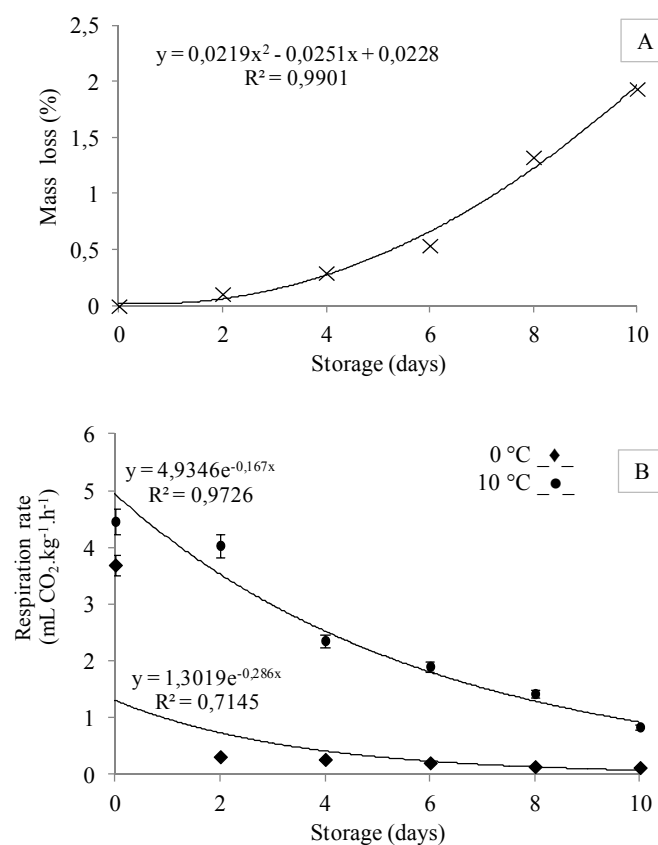 A
y = 0,0219x² - 0,0251x + 0,0228
R² = 0,9901
Mass loss (%)
2,5
2
1,5
1
0,5
0
0 2 4 6 8 10
Storage (days)
B
0 °C
10 °C
y = 4,9346e⁻⁰,¹⁶⁷ˣ
R² = 0,9726
y = 1,3019e⁻⁰,²⁸⁶ˣ
R² = 0,7145
Respiration rate
(mL CO₂.kg⁻¹.h⁻¹)
6
5
4
3
2
1
0
0 2 4 6 8 10
Storage (days)